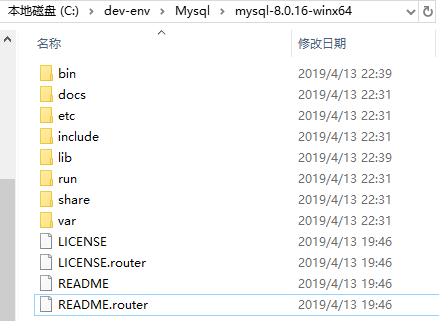 本地磁盘 (C:) > dev-env > Mysql > mysql-8.0.16-winx64
名称 修改日期
bin 2019/4/13 22:39
docs 2019/4/13 22:31
etc 2019/4/13 22:31
include 2019/4/13 22:31
lib 2019/4/13 22:39
run 2019/4/13 22:31
share 2019/4/13 22:31
var 2019/4/13 22:31
LICENSE 2019/4/13 19:46
LICENSE.router 2019/4/13 19:46
README 2019/4/13 19:46
README.router 2019/4/13 19:46